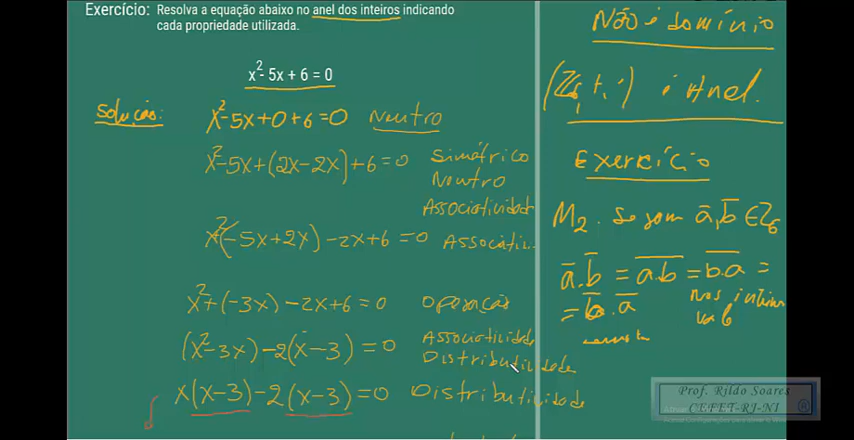 Exercício: Resolva a equação abaixo no anel dos inteiros indicando
cada propriedade utilizada.
x² - 5x + 6 = 0
Solução:
x²-5x+0+6=0 Neutro
x²-5x+(2x-2x)+6=0 Simétrico
Neutro
Associatividade
x²(-5x+2x)-2x+6=0 Associativi.
x²+(-3x)-2x+6=0 Operação
(x²-3x)-2(x-3)=0 Associatividade
Distributividade
x(x-3)-2(x-3)=0 Distributividade
Não é domínio
(Z₆,+,·) é Anel.
Exercício
M₂. Se jam a̅,b̅ ∈ Z₆
a̅.b̅ = a.b̅ = b.a̅ =
= b̅.a̅
nos inteiros
Prof. Rildo Soares
CEFET-RJ-NI